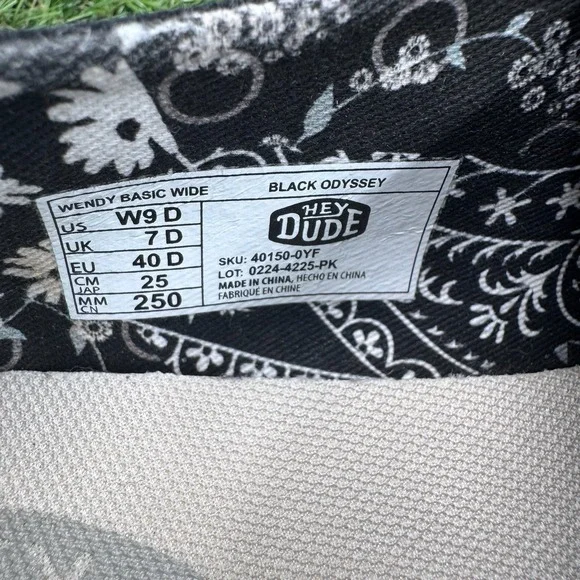 WENDY BASIC WIDE
BLACK ODYSSEY
US W9 D
UK 7 D
EU 40 D
CM JAP 25
MM CN 250
HEY DUDE
SKU: 40150-0YF
LOT: 0224-4225-PK
MADE IN CHINA, HECHO EN CHINA
FABRIQUÉ EN CHINE